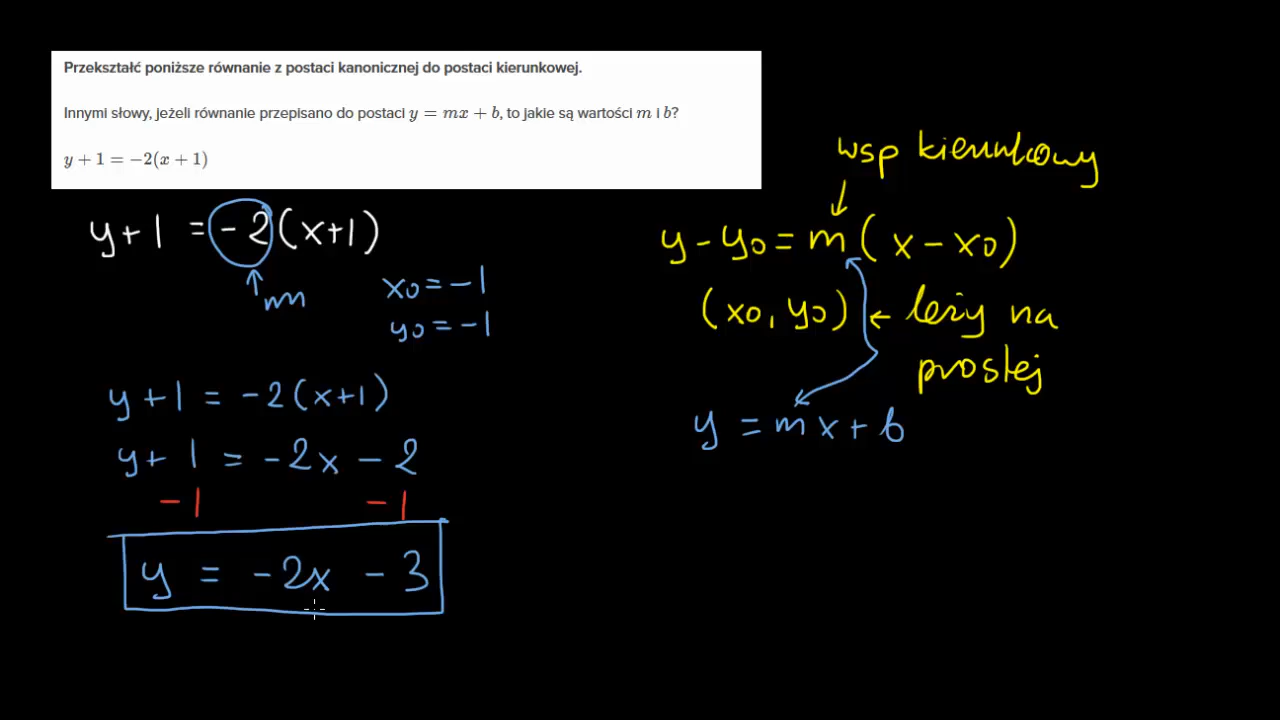 Przekształć poniższe równanie z postaci kanonicznej do postaci kierunkowej.
Innymi słowy, jeżeli równanie przepisano do postaci y = mx + b, to jakie są wartości m i b?
y + 1 = −2(x + 1)
y+1 = -2(x+1)
m
x0 = -1
y0 = -1
y+1 = -2(x+1)
y+1 = -2x - 2
-1 -1
y = -2x - 3
wsp kierunkowy
y - y0 = m(x - x0)
(x0, y0) ← leży na
prostej
y = mx + b